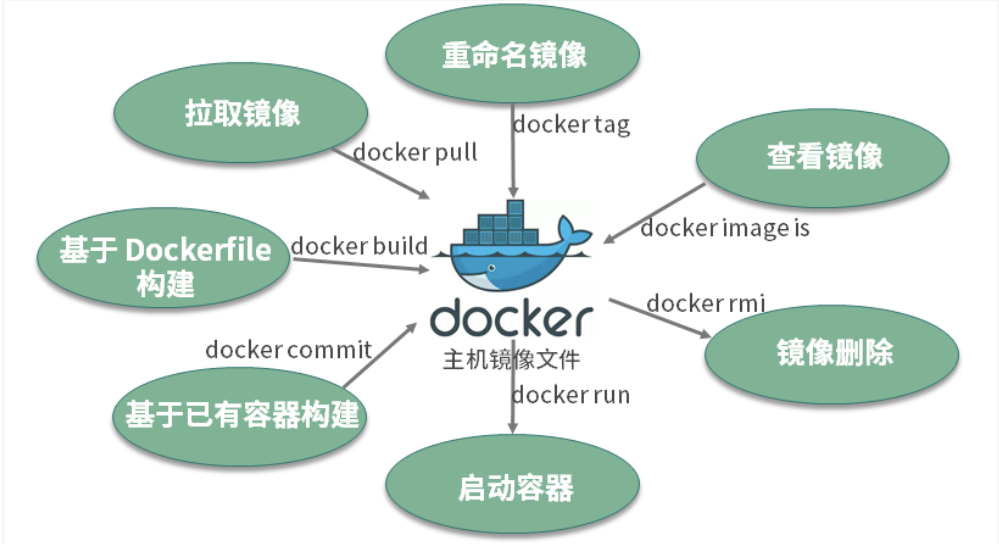 重命名镜像
拉取镜像
docker tag
docker pull
查看镜像
docker image is
基于 Dockerfile
构建
docker build
docker
主机镜像文件
docker rmi
镜像删除
docker commit
基于已有容器构建
docker run
启动容器